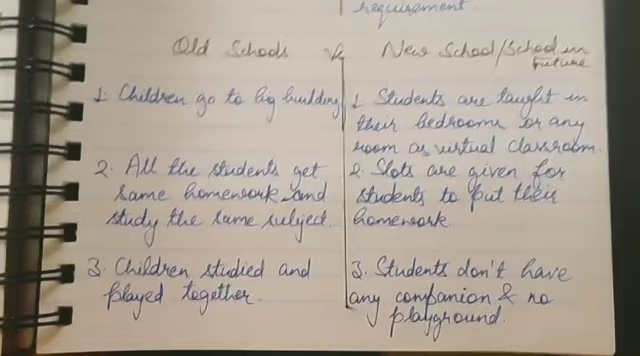 requirement
Old Schools Vs New School/School in
Future
1. Children go to big building
2. All the students get
same homework and
study the same subject.
3. Children studied and
played together.
1. Students are taught in
their bedrooms or any
room as virtual classroom.
2. Slots are given for
students to put their
homework.
3. Students don't have
any companion & no
playground.